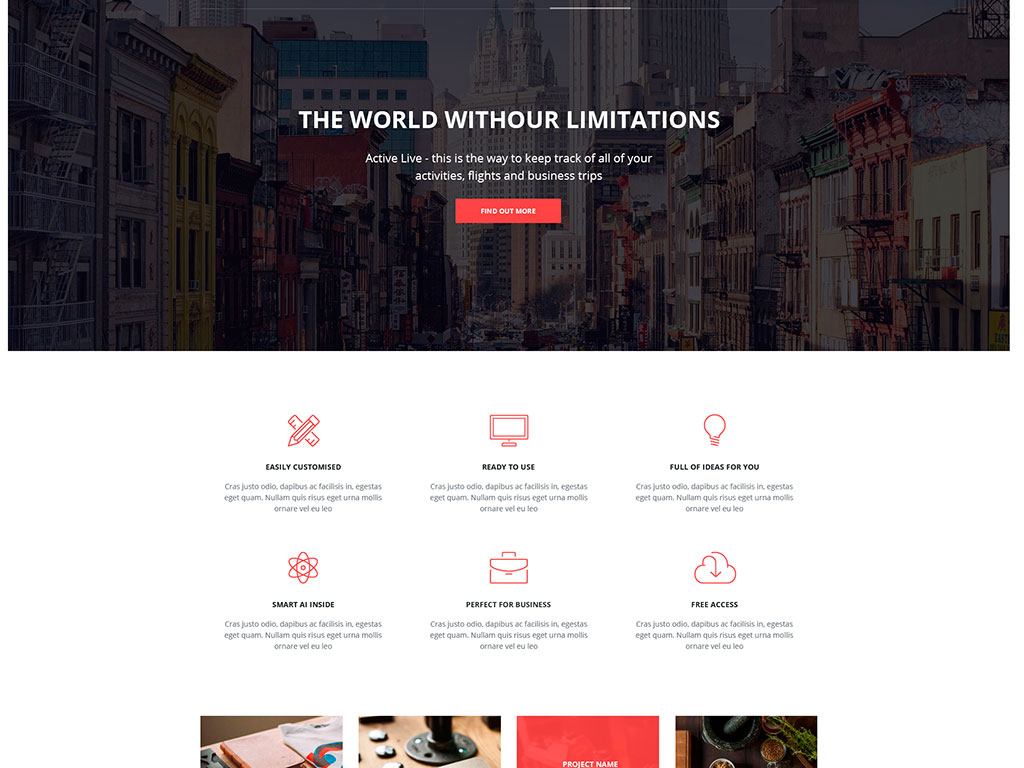 THE WORLD WITHOUR LIMITATIONS
Active Live - this is the way to keep track of all of your
activities, flights and business trips
FIND OUT MORE
EASILY CUSTOMISED
Cras justo odio, dapibus ac facilisis in, egestas
eget quam. Nullam quis risus eget urna mollis
ornare vel eu leo
READY TO USE
Cras justo odio, dapibus ac facilisis in, egestas
eget quam. Nullam quis risus eget urna mollis
ornare vel eu leo
FULL OF IDEAS FOR YOU
Cras justo odio, dapibus ac facilisis in, egestas
eget quam. Nullam quis risus eget urna mollis
ornare vel eu leo
SMART AI INSIDE
Cras justo odio, dapibus ac facilisis in, egestas
eget quam. Nullam quis risus eget urna mollis
ornare vel eu leo
PERFECT FOR BUSINESS
Cras justo odio, dapibus ac facilisis in, egestas
eget quam. Nullam quis risus eget urna mollis
ornare vel eu leo
FREE ACCESS
Cras justo odio, dapibus ac facilisis in, egestas
eget quam. Nullam quis risus eget urna mollis
ornare vel eu leo
PROJECT NAME